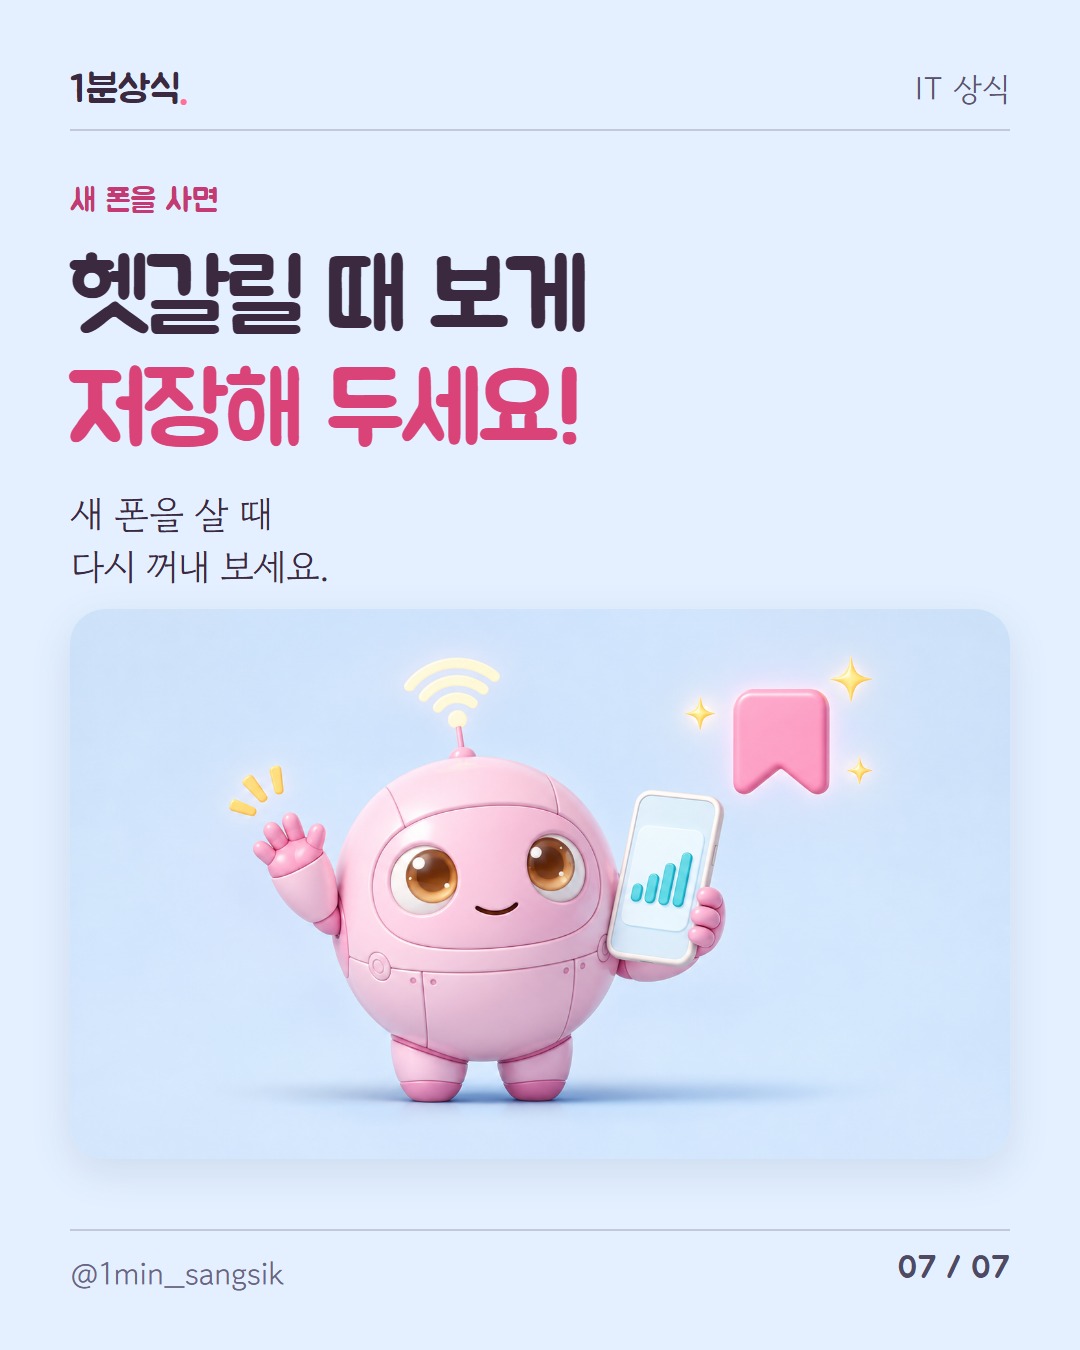 1분상식.
IT 상식
새 폰을 사면
헷갈릴 때 보게
저장해 두세요!
새 폰을 살 때
다시 꺼내 보세요.
@1min_sangsik
07 / 07